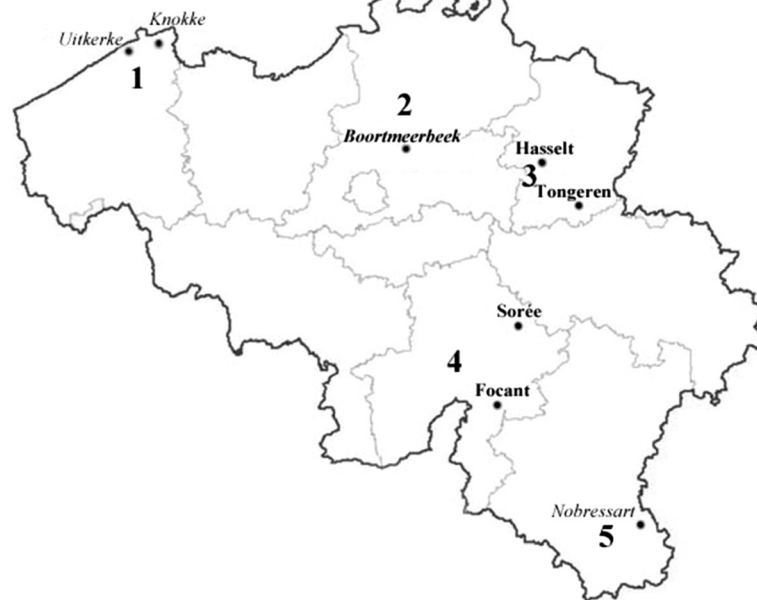 Knokke
Uitkerke
1
2
Boortmeerbeek
Hasselt
3
Tongeren
Sorée
4
Focant
Nobressart
5